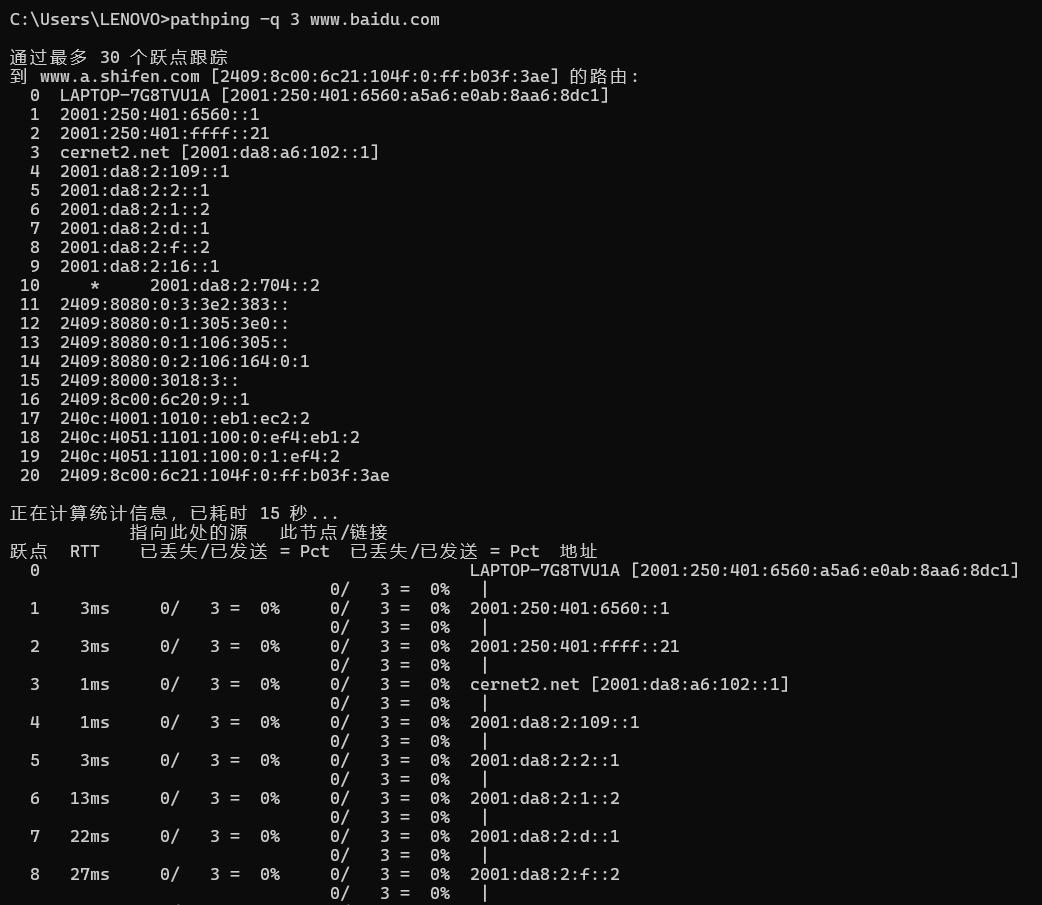 C:\Users\LENOVO>pathping -q 3 www.baidu.com
通过最多 30 个跃点跟踪
到 www.a.shifen.com [2409:8c00:6c21:104f:0:ff:b03f:3ae] 的路由:
0 LAPTOP-7G8TVU1A [2001:250:401:6560:a5a6:e0ab:8aa6:8dc1]
1 2001:250:401:6560::1
2 2001:250:401:ffff::21
3 cernet2.net [2001:da8:a6:102::1]
4 2001:da8:2:109::1
5 2001:da8:2:2::1
6 2001:da8:2:1::2
7 2001:da8:2:d::1
8 2001:da8:2:f::2
9 2001:da8:2:16::1
10 * 2001:da8:2:704::2
11 2409:8080:0:3:3e2:383::
12 2409:8080:0:1:305:3e0::
13 2409:8080:0:1:106:305::
14 2409:8080:0:2:106:164:0:1
15 2409:8000:3018:3::
16 2409:8c00:6c20:9::1
17 240c:4001:1010::eb1:ec2:2
18 240c:4051:1101:100:0:ef4:eb1:2
19 240c:4051:1101:100:0:1:ef4:2
20 2409:8c00:6c21:104f:0:ff:b03f:3ae
正在计算统计信息，已耗时 15 秒...
指向此处的源 此节点/链接
跃点 RTT 已丢失/已发送 = Pct 已丢失/已发送 = Pct 地址
0 LAPTOP-7G8TVU1A [2001:250:401:6560:a5a6:e0ab:8aa6:8dc1]
0/ 3 = 0% |
1 3ms 0/ 3 = 0% 0/ 3 = 0% 2001:250:401:6560::1
0/ 3 = 0% |
2 3ms 0/ 3 = 0% 0/ 3 = 0% 2001:250:401:ffff::21
0/ 3 = 0% |
3 1ms 0/ 3 = 0% 0/ 3 = 0% cernet2.net [2001:da8:a6:102::1]
0/ 3 = 0% |
4 1ms 0/ 3 = 0% 0/ 3 = 0% 2001:da8:2:109::1
0/ 3 = 0% |
5 3ms 0/ 3 = 0% 0/ 3 = 0% 2001:da8:2:2::1
0/ 3 = 0% |
6 13ms 0/ 3 = 0% 0/ 3 = 0% 2001:da8:2:1::2
0/ 3 = 0% |
7 22ms 0/ 3 = 0% 0/ 3 = 0% 2001:da8:2:d::1
0/ 3 = 0% |
8 27ms 0/ 3 = 0% 0/ 3 = 0% 2001:da8:2:f::2
0/ 3 = 0% |